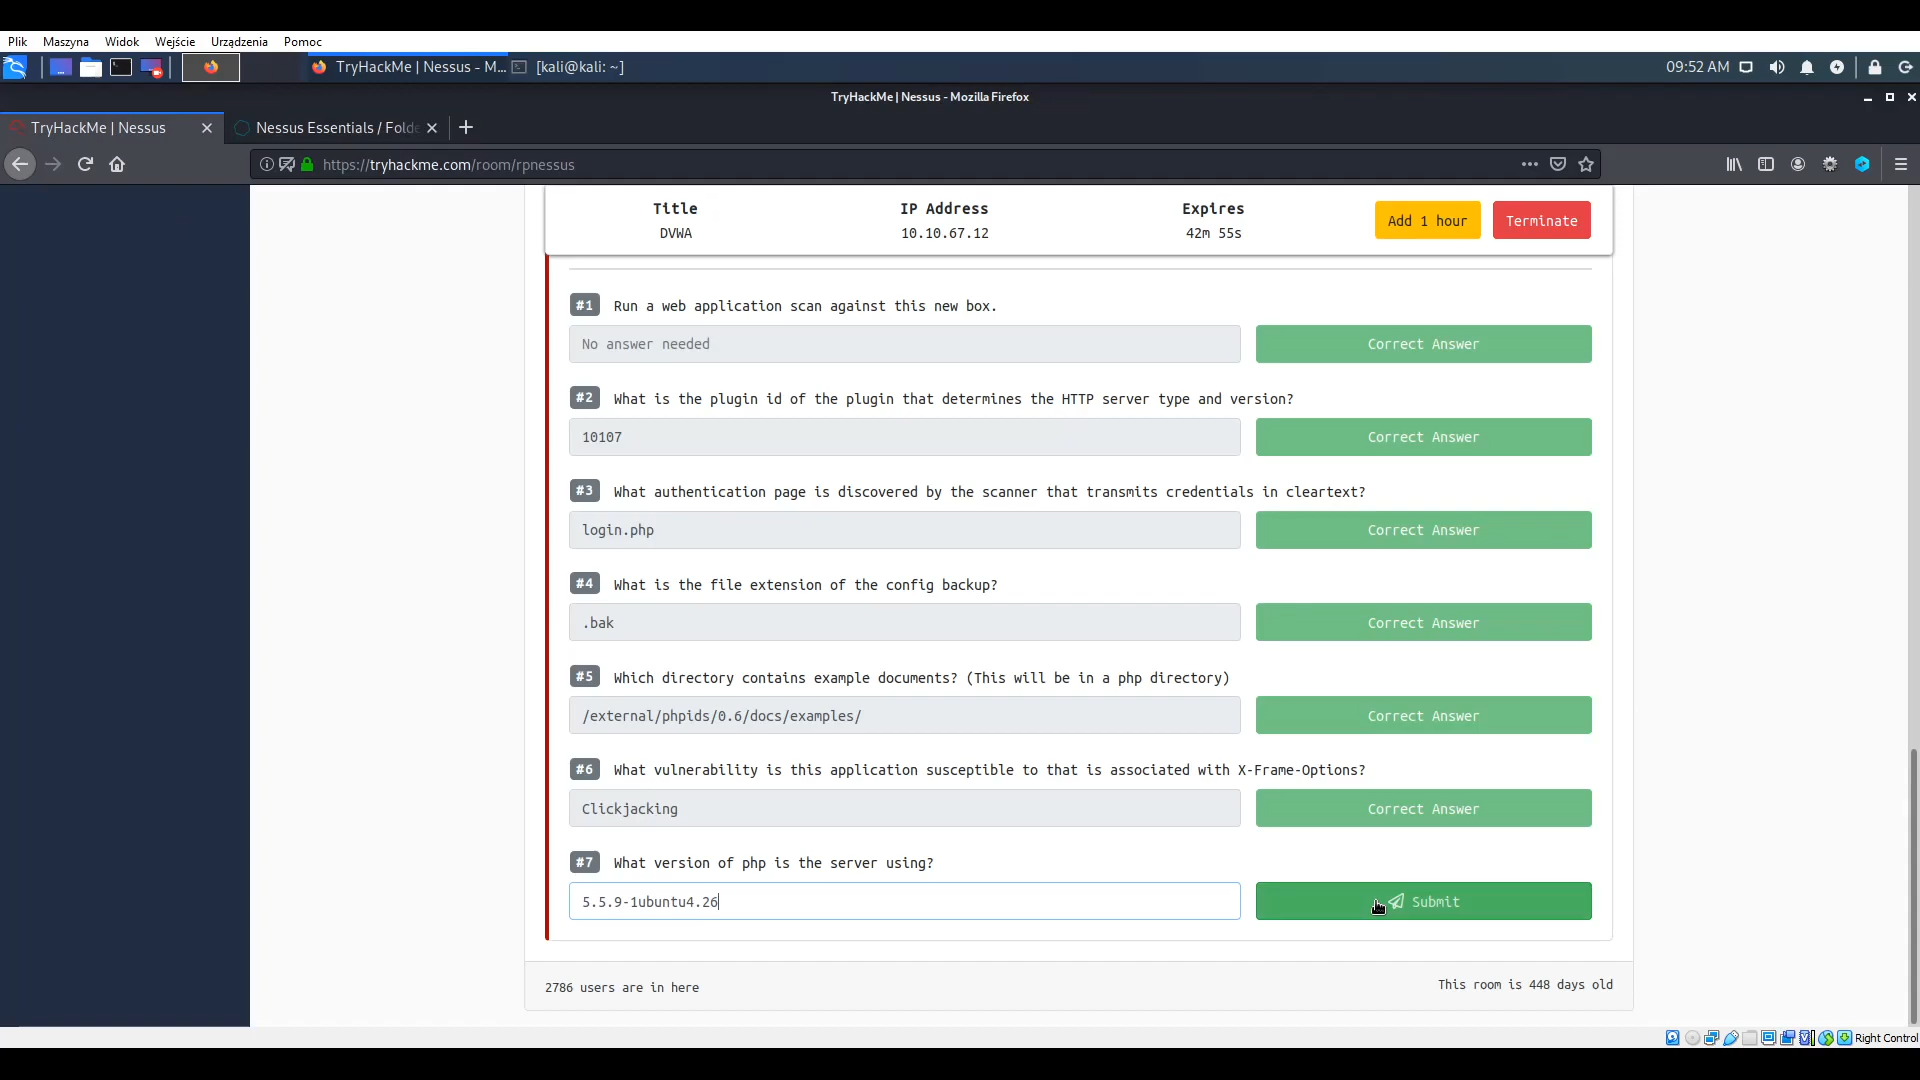 Plik Maszyna Widok Wejście Urządzenia Pomoc
TryHackMe | Nessus - M... [kali@kali: ~] 09:52 AM
TryHackMe | Nessus - Mozilla Firefox
TryHackMe | Nessus Nessus Essentials / Folde
https://tryhackme.com/room/rpnessus
Title IP Address Expires
DVWA 10.10.67.12 42m 55s
Add 1 hour Terminate
#1 Run a web application scan against this new box.
No answer needed Correct Answer
#2 What is the plugin id of the plugin that determines the HTTP server type and version?
10107 Correct Answer
#3 What authentication page is discovered by the scanner that transmits credentials in cleartext?
login.php Correct Answer
#4 What is the file extension of the config backup?
.bak Correct Answer
#5 Which directory contains example documents? (This will be in a php directory)
/external/phpids/0.6/docs/examples/ Correct Answer
#6 What vulnerability is this application susceptible to that is associated with X-Frame-Options?
Clickjacking Correct Answer
#7 What version of php is the server using?
5.5.9-1ubuntu4.26 Submit
2786 users are in here This room is 448 days old
Right Control